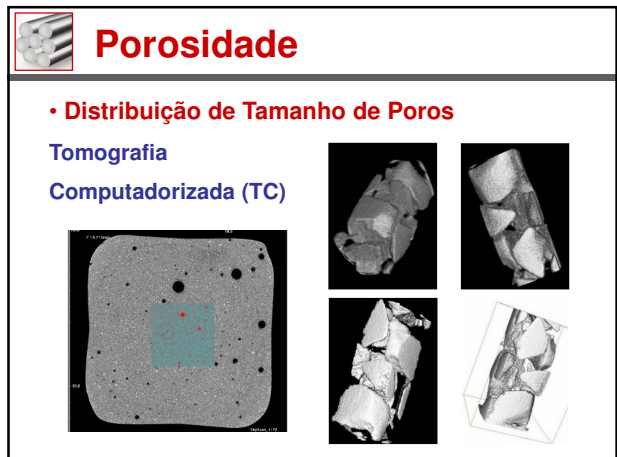 Porosidade
• Distribuição de Tamanho de Poros
Tomografia
Computadorizada (TC)